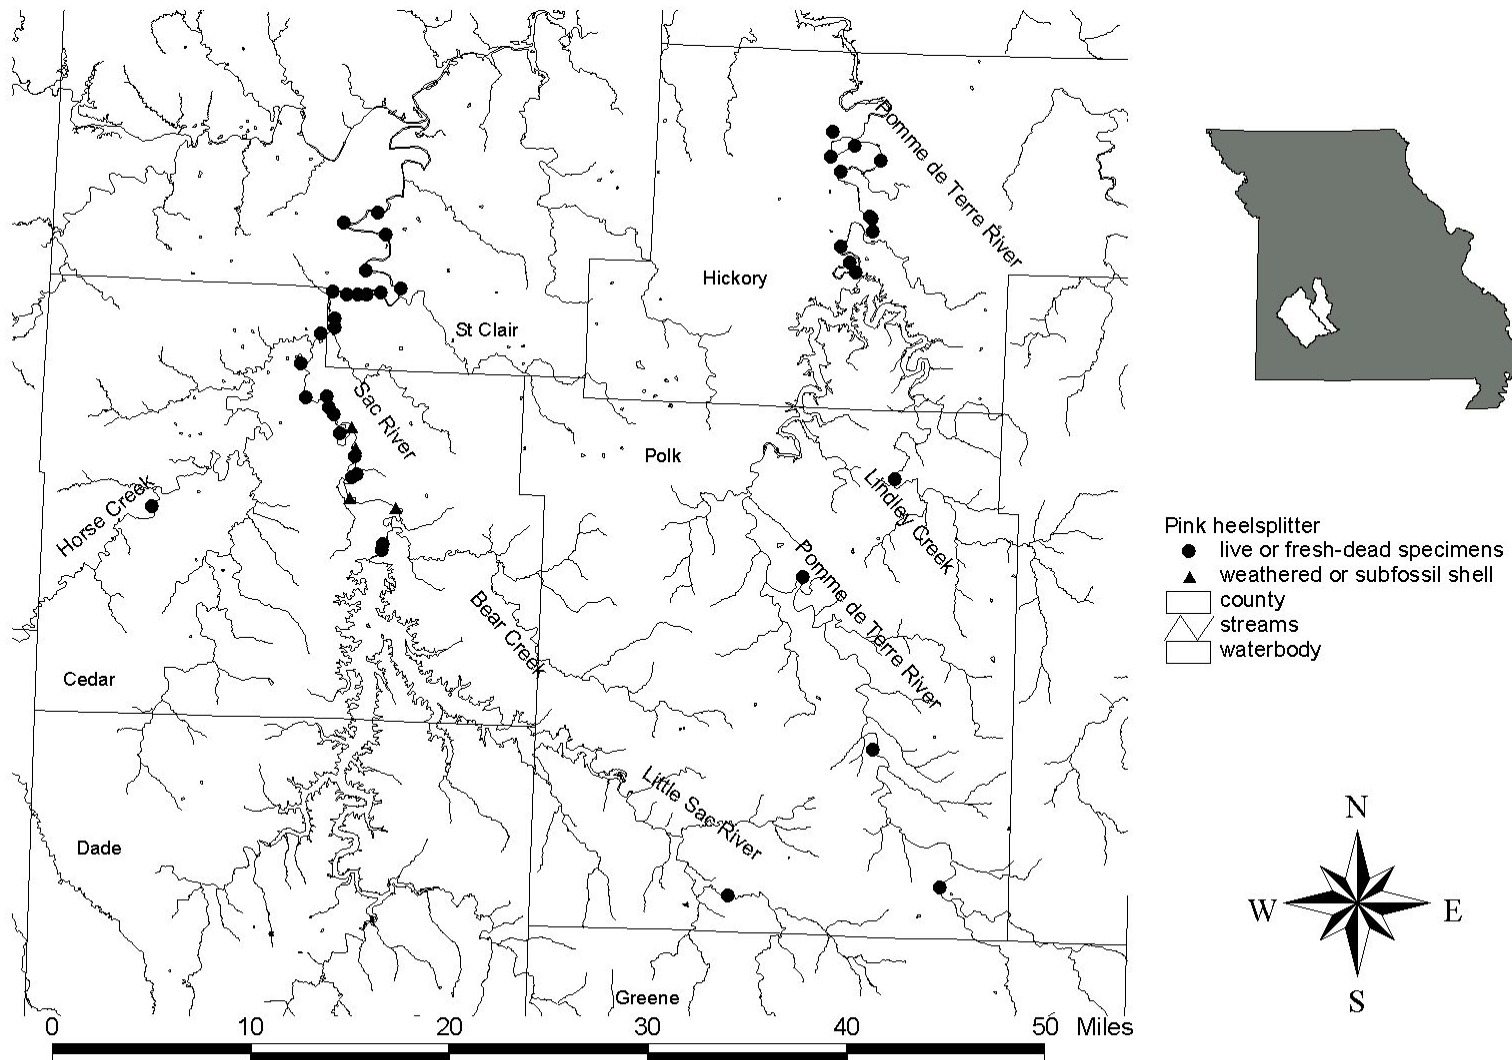 Pomme de Terre River
Hickory
St Clair
Sac River
Polk
Horse Creek
Lindley Creek
Pomme de Terre River
Bear Creek
Cedar
Little Sac River
Dade
Greene
0 10 20 30 40 50 Miles
Pink heelsplitter
live or fresh-dead specimens
weathered or subfossil shell
county
streams
waterbody
N
W E
S